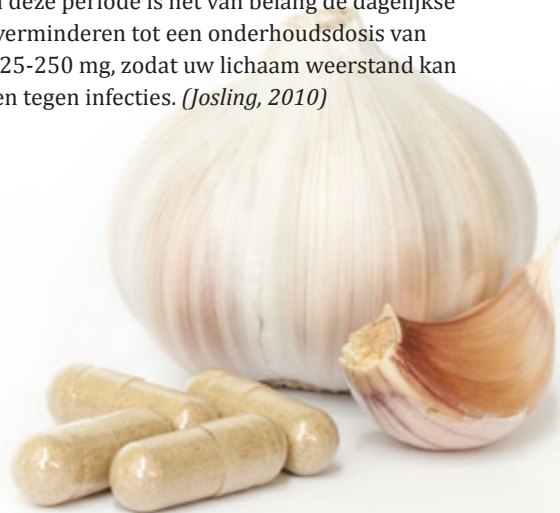 deze periode is het van belang de dagelijkse
verminderen tot een onderhoudsdosis van
25-250 mg, zodat uw lichaam weerstand kan
en tegen infecties. (Josling, 2010)